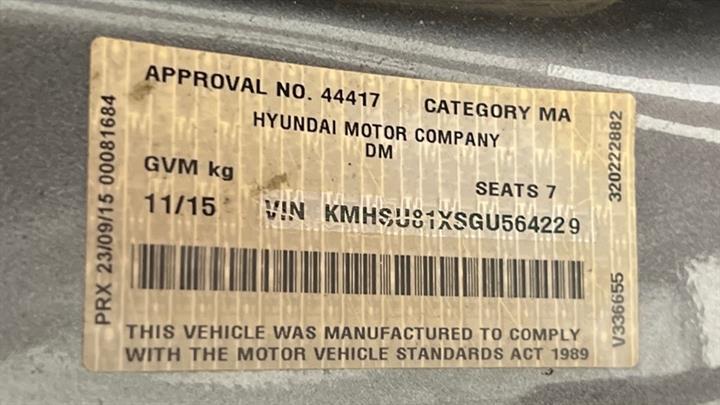 APPROVAL NO. 44417 CATEGORY MA
HYUNDAI MOTOR COMPANY
DM
GVM kg SEATS 7
11/15 VIN KMHSU81XSGU564229
THIS VEHICLE WAS MANUFACTURED TO COMPLY
WITH THE MOTOR VEHICLE STANDARDS ACT 1989
PRX 23/09/15 00081684
320222882
V336655